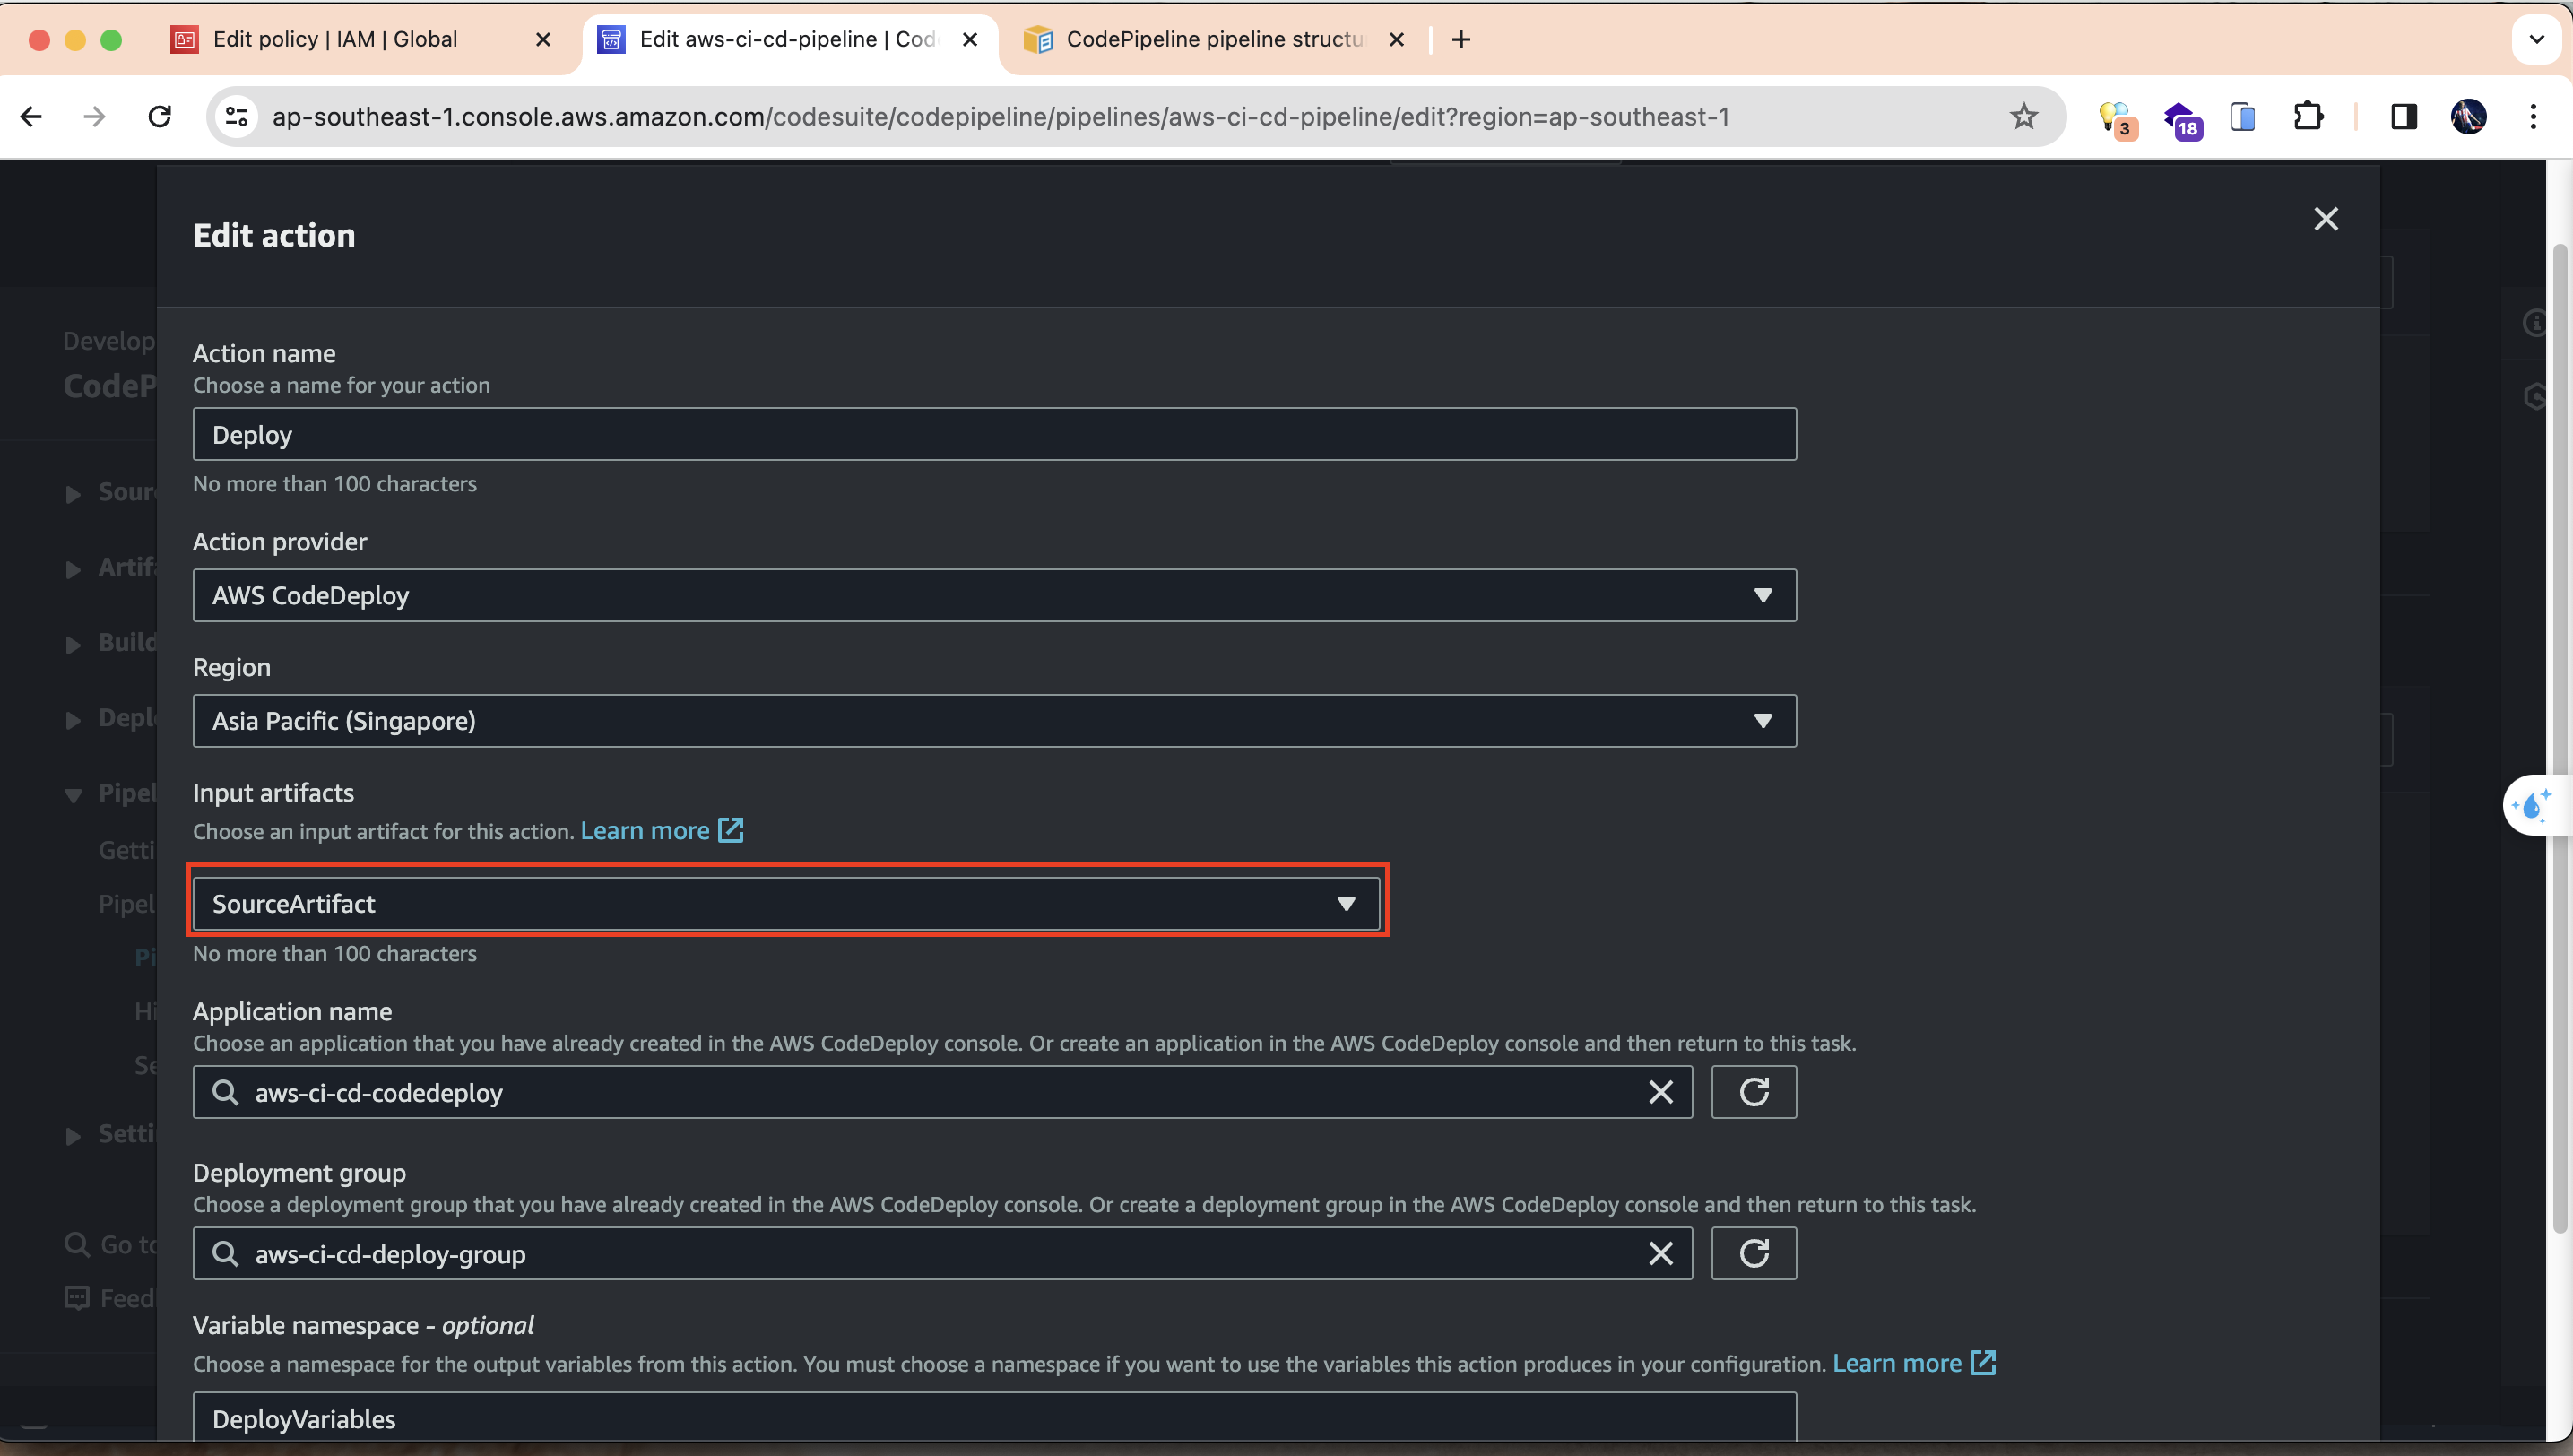 Edit policy | IAM | Global
Edit aws-ci-cd-pipeline | Cod
CodePipeline pipeline structu
ap-southeast-1.console.aws.amazon.com/codesuite/codepipeline/pipelines/aws-ci-cd-pipeline/edit?region=ap-southeast-1
3
18
Edit action
Develop
CodeP
Sour
Artif
Build
Depl
Pipel
Getti
Pipel
Pi
Hi
Se
Setti
Go to
Feed
Action name
Choose a name for your action
Deploy
No more than 100 characters
Action provider
AWS CodeDeploy
Region
Asia Pacific (Singapore)
Input artifacts
Choose an input artifact for this action. Learn more
SourceArtifact
No more than 100 characters
Application name
Choose an application that you have already created in the AWS CodeDeploy console. Or create an application in the AWS CodeDeploy console and then return to this task.
aws-ci-cd-codedeploy
Deployment group
Choose a deployment group that you have already created in the AWS CodeDeploy console. Or create a deployment group in the AWS CodeDeploy console and then return to this task.
aws-ci-cd-deploy-group
Variable namespace - optional
Choose a namespace for the output variables from this action. You must choose a namespace if you want to use the variables this action produces in your configuration. Learn more
DeployVariables